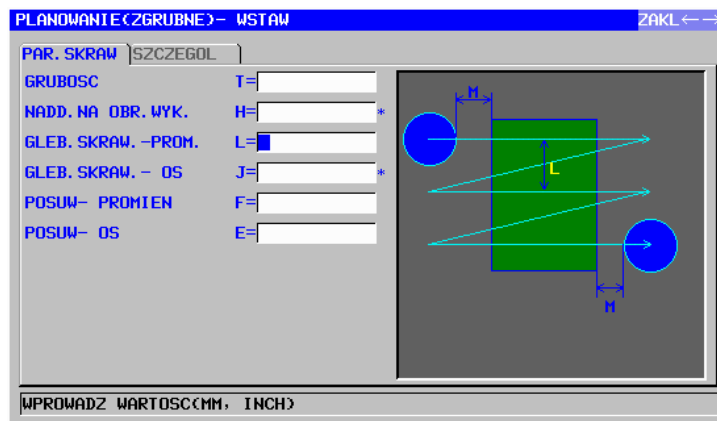 PLANOWANIE(ZGRUBNE)- WSTAW ZAKL←→
PAR.SKRAW SZCZEGOL
GRUBOSC T=
NADD.NA OBR.WYK. H= *
GLEB.SKRAW.-PROM. L=
GLEB.SKRAW.- OS J= *
POSUW- PROMIEN F=
POSUW- OS E=
M
L
M
WPROWADZ WARTOSC(MM, INCH)